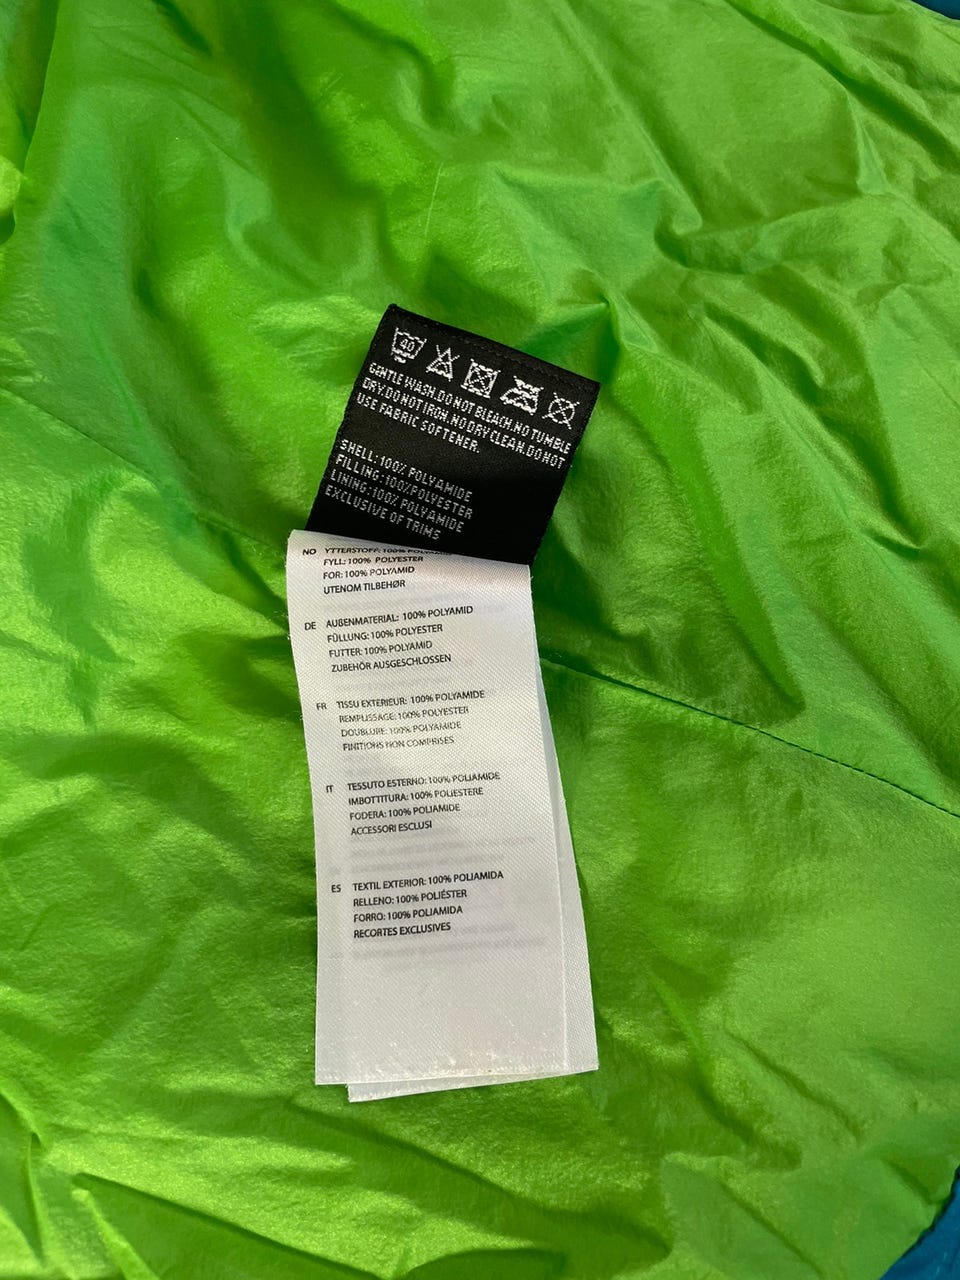 40
GENTLE WASH.DO NOT BLEACH.NO TUMBLE
DRY.DO NOT IRON.NO DRY CLEAN.DO NOT
USE FABRIC SOFTENER.
SHELL:100% POLYAMIDE
FILLING:100%POLYESTER
LINING:100% POLYAMIDE
EXCLUSIVE OF TRIMS
NO YTTERSTOFF: 100% POLYAMID
FYLL: 100% POLYESTER
FOR: 100% POLYAMID
UTENOM TILBEHØR
DE AUßENMATERIAL: 100% POLYAMID
FÜLLUNG: 100% POLYESTER
FUTTER: 100% POLYAMID
ZUBEHÖR AUSGESCHLOSSEN
FR TISSU EXTERIEUR: 100% POLYAMIDE
REMPLISSAGE: 100% POLYESTER
DOUBLURE: 100% POLYAMIDE
FINITIONS NON COMPRISES
IT TESSUTO ESTERNO: 100% POLIAMIDE
IMBOTTITURA: 100% POLIESTERE
FODERA: 100% POLIAMIDE
ACCESSORI ESCLUSI
ES TEXTIL EXTERIOR: 100% POLIAMIDA
RELLENO: 100% POLIÉSTER
FORRO: 100% POLIAMIDA
RECORTES EXCLUSIVES